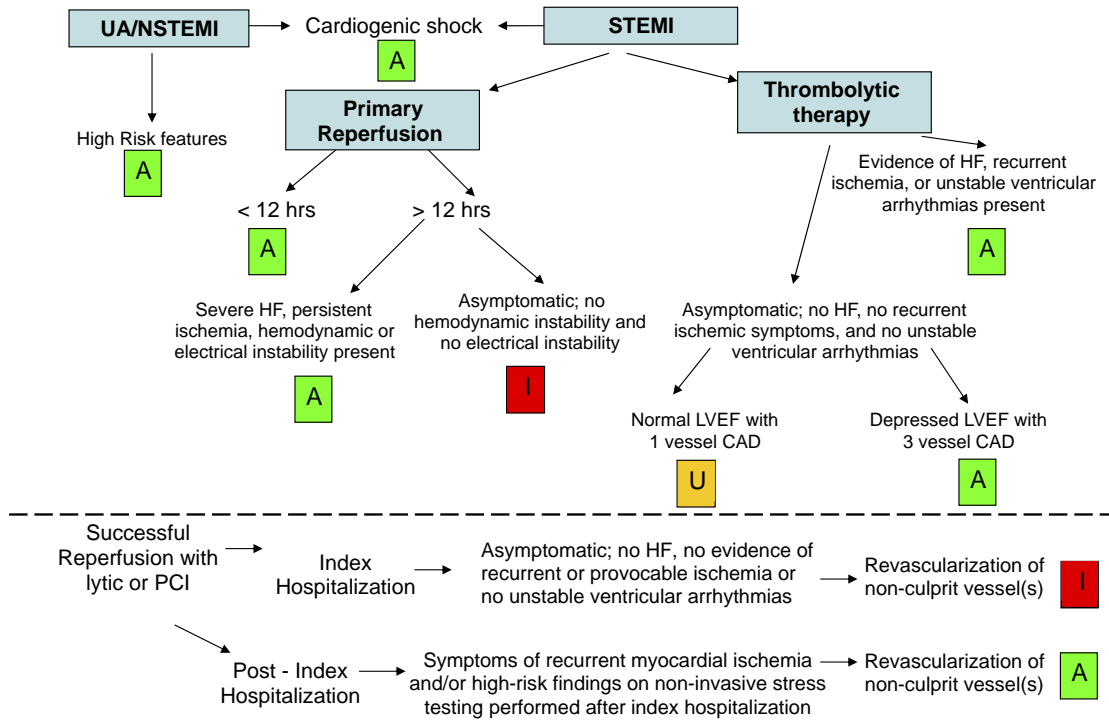 UA/NSTEMI
Cardiogenic shock
A
STEMI
High Risk features
A
Primary
Reperfusion
Thrombolytic
therapy
< 12 hrs
A
> 12 hrs
Evidence of HF, recurrent
ischemia, or unstable ventricular
arrhythmias present
A
Severe HF, persistent
ischemia, hemodynamic or
electrical instability present
A
Asymptomatic; no
hemodynamic instability and
no electrical instability
I
Asymptomatic; no HF, no recurrent
ischemic symptoms, and no unstable
ventricular arrhythmias
Normal LVEF with
1 vessel CAD
U
Depressed LVEF with
3 vessel CAD
A
Successful
Reperfusion with
lytic or PCI
Index
Hospitalization
Asymptomatic; no HF, no evidence of
recurrent or provocable ischemia or
no unstable ventricular arrhythmias
Revascularization of
non-culprit vessel(s)
I
Post - Index
Hospitalization
Symptoms of recurrent myocardial ischemia
and/or high-risk findings on non-invasive stress
testing performed after index hospitalization
Revascularization of
non-culprit vessel(s)
A